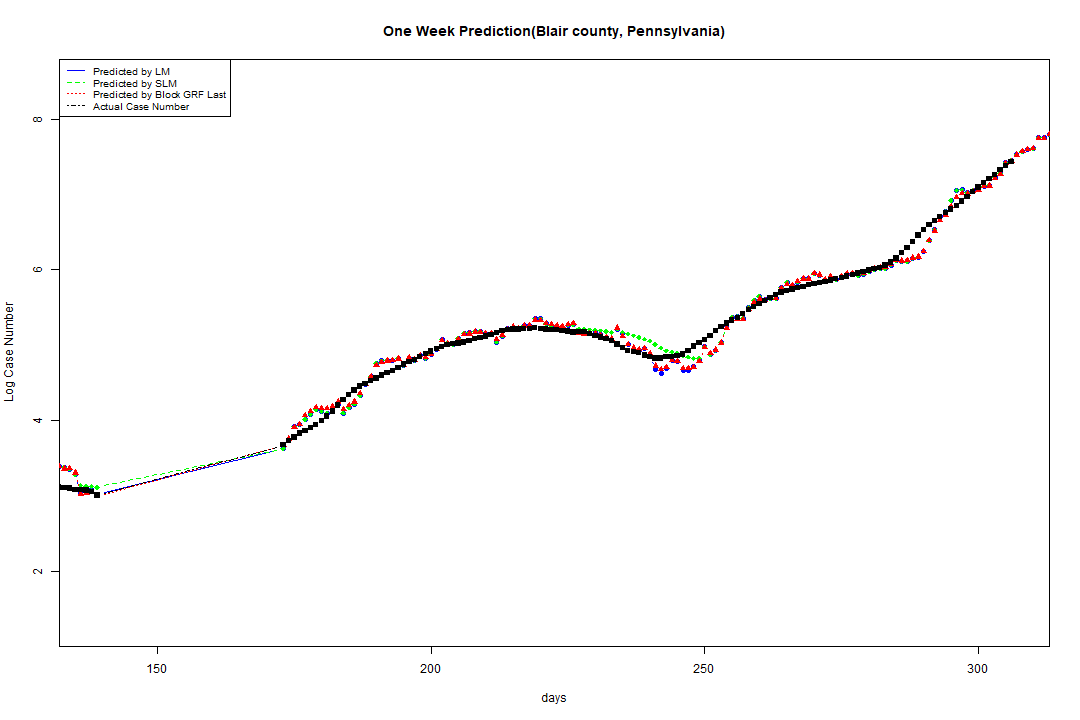 One Week Prediction(Blair county, Pennsylvania)
Predicted by LM
Predicted by SLM
Predicted by Block GRF Last
Actual Case Number
8
6
4
2
Log Case Number
150 200 250 300
days